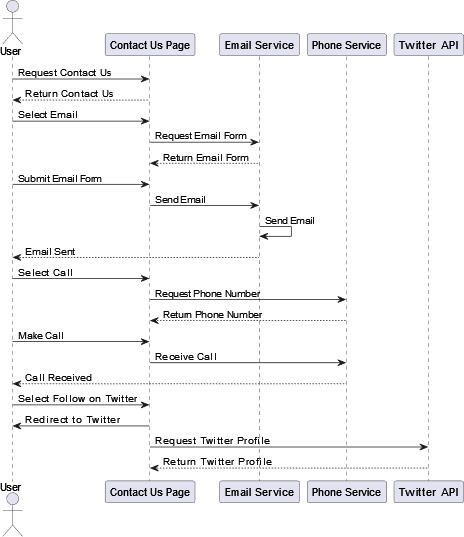 User
Contact Us Page Email Service Phone Service Twitter API
Request Contact Us
Return Contact Us
Select Email
Request Email Form
Return Email Form
Submit Email Form
Send Email
Send Email
Email Sent
Select Call
Request Phone Number
Return Phone Number
Make Call
Receive Call
Call Received
Select Follow on Twitter
Redirect to Twitter
Request Twitter Profile
Return Twitter Profile
User
Contact Us Page Email Service Phone Service Twitter API